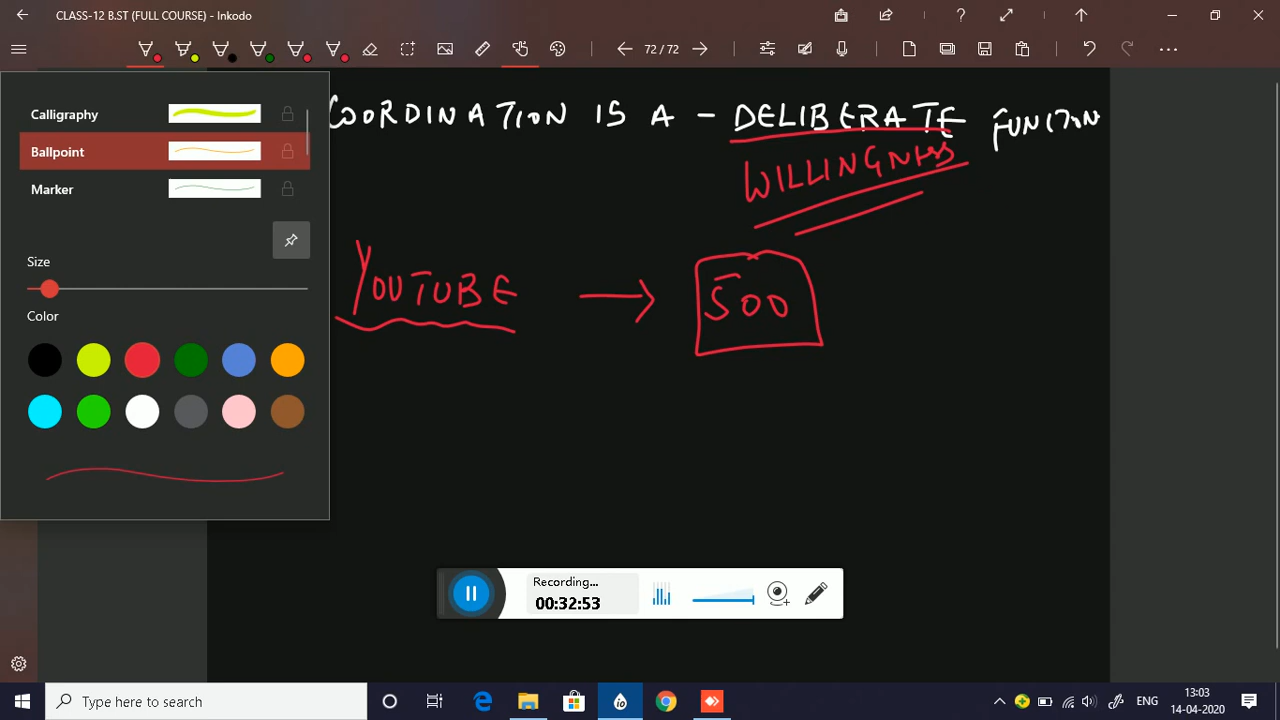 CLASS-12 B.ST (FULL COURSE) - Inkodo
72 / 72
Calligraphy
Ballpoint
Marker
Size
Color
COORDINATION IS A - DELIBERATE FUNCTION
WILLINGNESS
YOUTUBE → 500
Recording...
00:32:53
Type here to search
ENG
13:03
14-04-2020